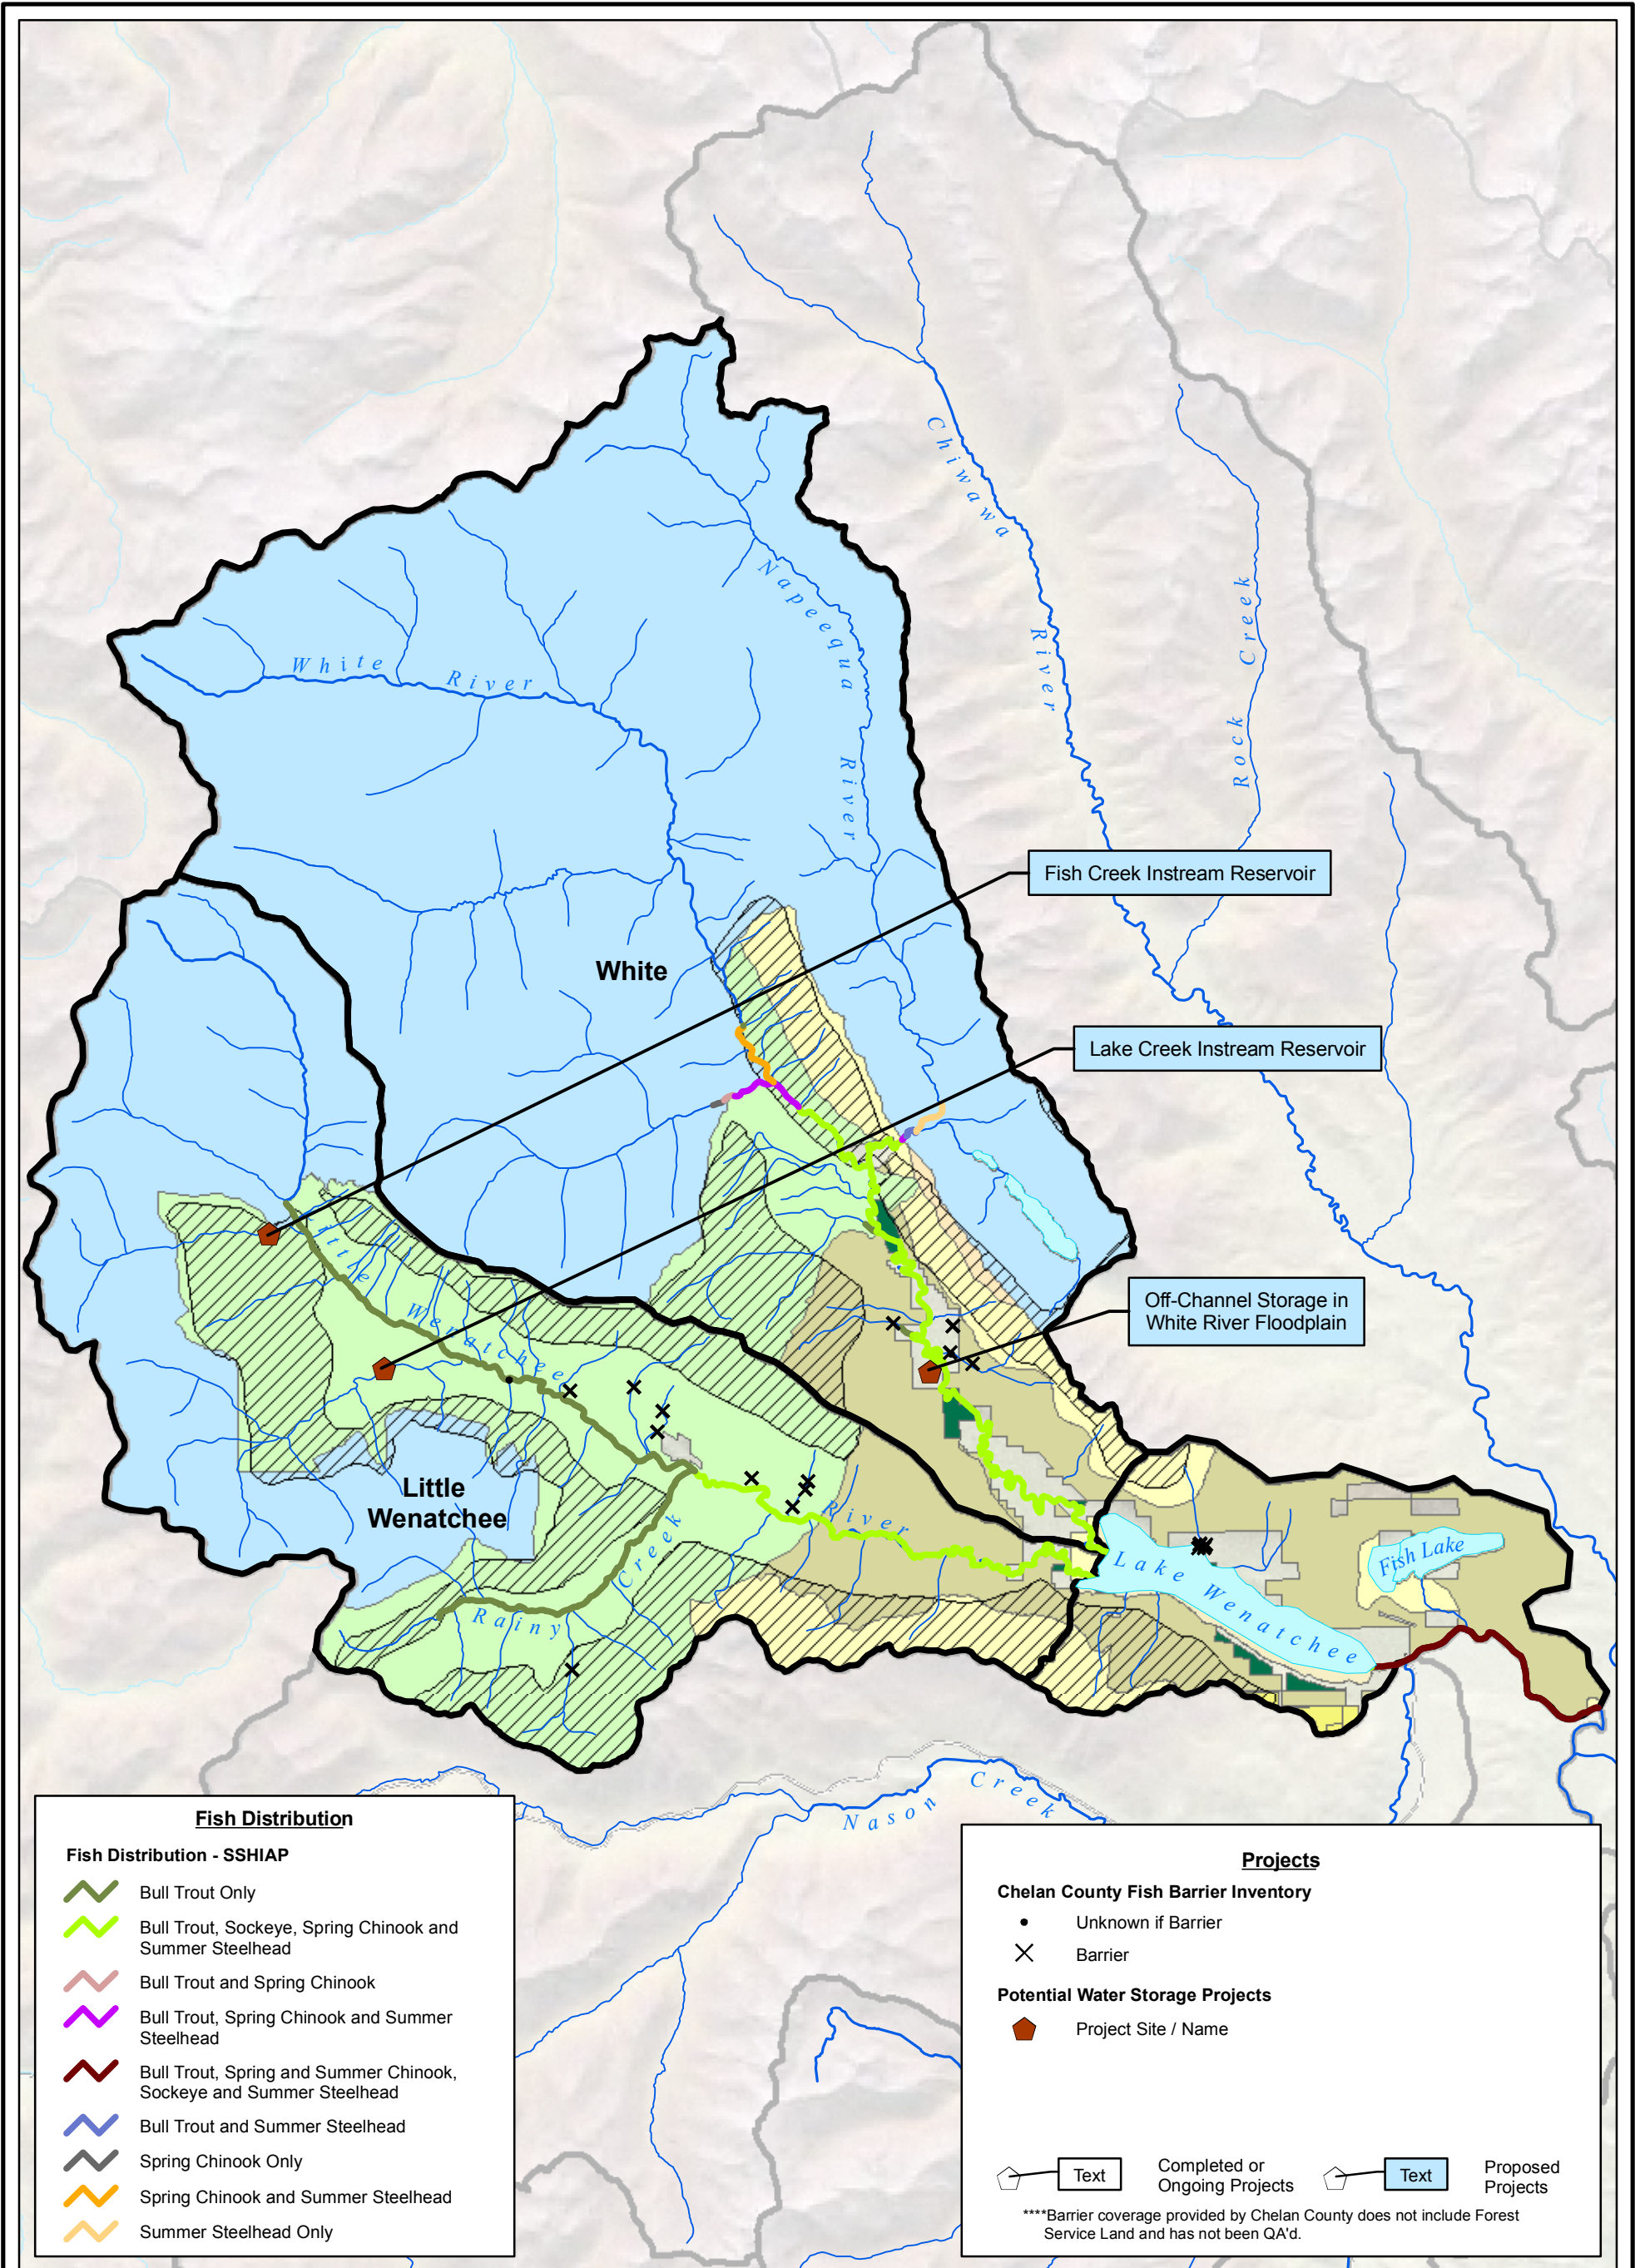 Chiwawa
River
Napeequa
River
Rock Creek
White River
Fish Creek Instream Reservoir
White
Lake Creek Instream Reservoir
Off-Channel Storage in
White River Floodplain
Little
Wenatchee
River
Little
Wenatchee
Rainy
Creek
Lake Wenatchee
Fish Lake
Nason Creek
Fish Distribution
Fish Distribution - SSHIAP
Bull Trout Only
Bull Trout, Sockeye, Spring Chinook and
Summer Steelhead
Bull Trout and Spring Chinook
Bull Trout, Spring Chinook and Summer
Steelhead
Bull Trout, Spring and Summer Chinook,
Sockeye and Summer Steelhead
Bull Trout and Summer Steelhead
Spring Chinook Only
Spring Chinook and Summer Steelhead
Summer Steelhead Only
Projects
Chelan County Fish Barrier Inventory
Unknown if Barrier
Barrier
Potential Water Storage Projects
Project Site / Name
Text
Completed or
Ongoing Projects
Text
Proposed
Projects
****Barrier coverage provided by Chelan County does not include Forest
Service Land and has not been QA'd.